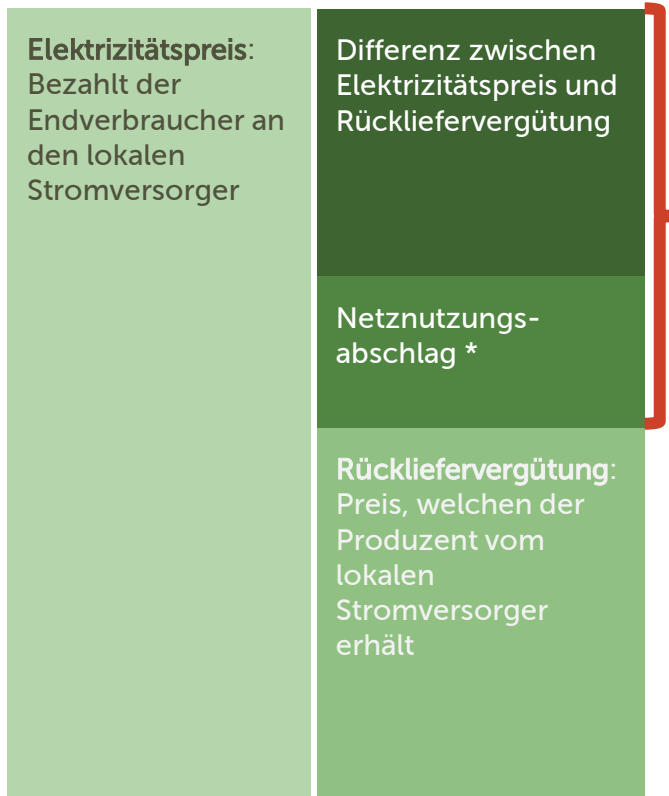 Elektrizitätspreis:
Bezahlt der
Endverbraucher an
den lokalen
Stromversorger
Differenz zwischen
Elektrizitätspreis und
Rückliefervergütung
Netznutzungs-
abschlag *
Rückliefervergütung:
Preis, welchen der
Produzent vom
lokalen
Stromversorger
erhält